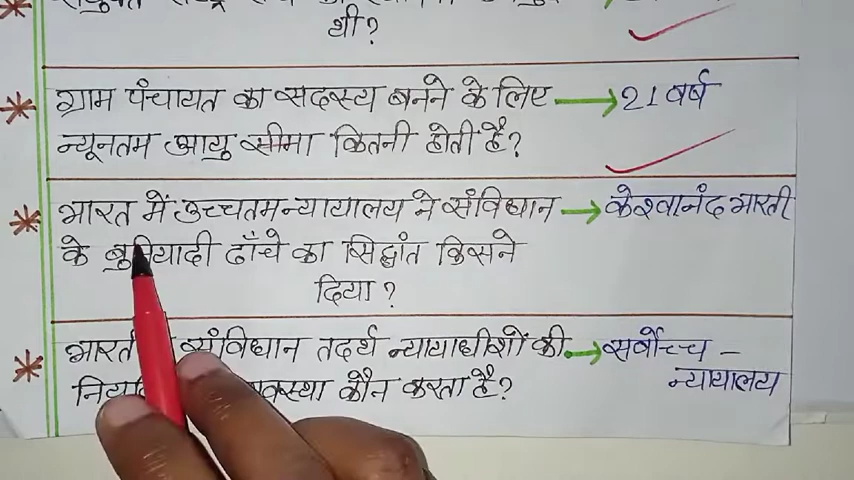 थी?
ग्राम पंचायत का सदस्य बनने के लिए → 21 वर्ष
न्यूनतम आयु सीमा कितनी होती है?
भारत में उच्चतम न्यायालय ने संविधान → केशवानंद भारती
के बुनियादी ढाँचे का सिद्धांत किसने
दिया?
संविधान तदर्थ न्यायाधीशों की → सर्वोच्च -
कौन करता है? न्यायालय